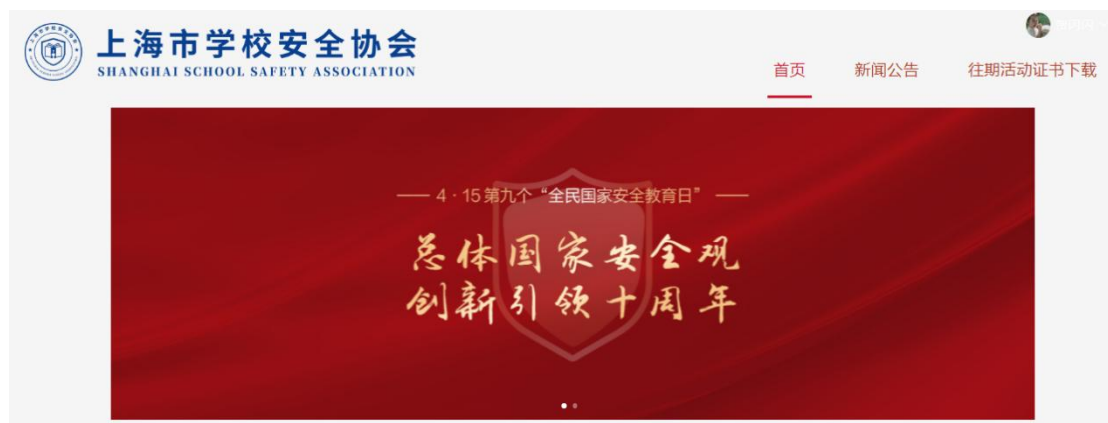 上海市学校安全协会
SHANGHAI SCHOOL SAFETY ASSOCIATION
首页 新闻公告 往期活动证书下载
4·15第九个“全民国家安全教育日”
总体国家安全观
创新引领十周年